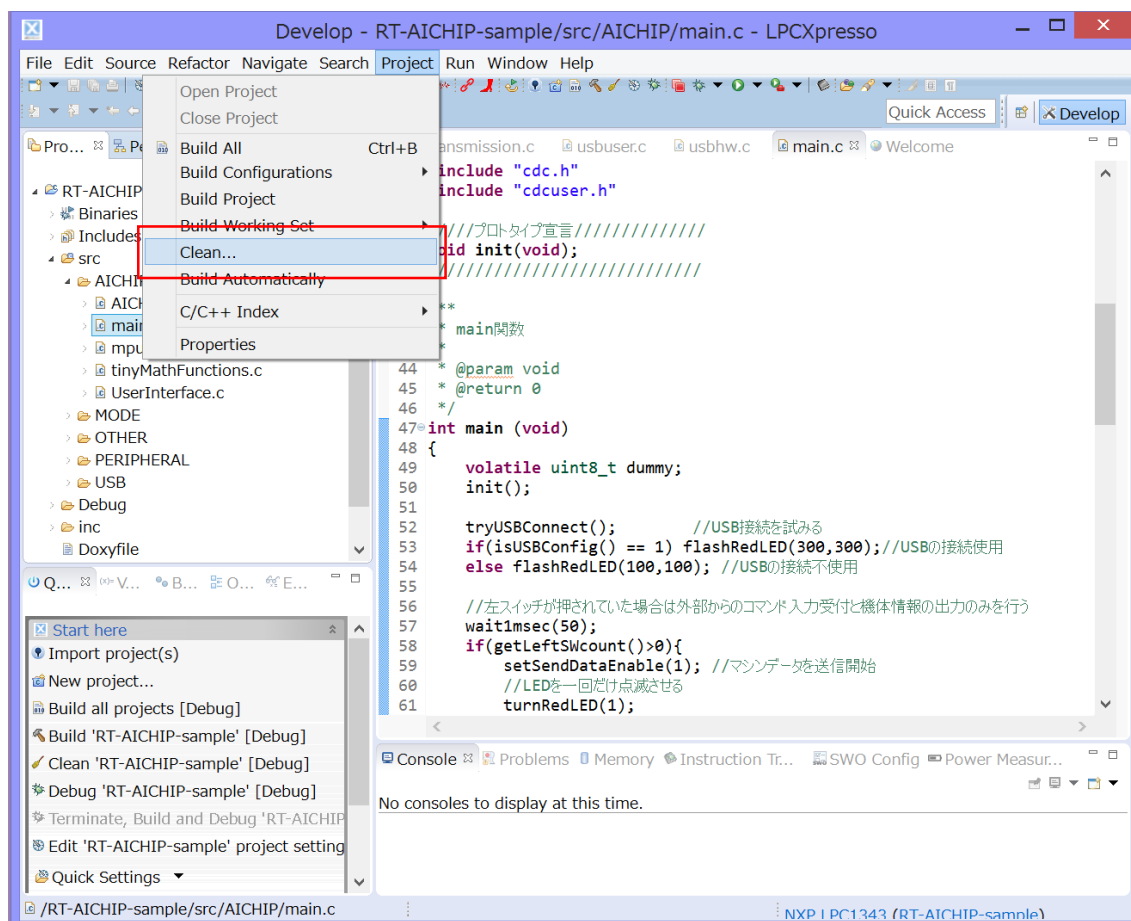 Develop - RT-AICHIP-sample/src/AICHIP/main.c - LPCXpresso
File Edit Source Refactor Navigate Search Project Run Window Help
Open Project
Close Project
Build All Ctrl+B
Build Configurations
Build Project
Build Working Set
Clean...
Build Automatically
C/C++ Index
Properties
Quick Access
Develop
Pro...
RT-AICHIP
Binaries
Includes
src
AICHI
AICH
main
mpu
tinyMathFunctions.c
UserInterface.c
MODE
OTHER
PERIPHERAL
USB
Debug
inc
Doxyfile
ansmission.c usbuser.c usbhw.c main.c Welcome
include "cdc.h"
include "cdcuser.h"
////プロトタイプ宣言//////////////
oid init(void);
////////////////////////////
**
* main関数
*
44 * @param void
45 * @return 0
46 */
47 int main (void)
48 {
49 volatile uint8_t dummy;
50 init();
51
52 tryUSBConnect(); //USB接続を試みる
53 if(isUSBConfig() == 1) flashRedLED(300,300);//USBの接続使用
54 else flashRedLED(100,100); //USBの接続不使用
55
56 //左スイッチが押されていた場合は外部からのコマンド入力受付と機体情報の出力のみを行う
57 wait1msec(50);
58 if(getLeftSWcount()>0){
59 setSendDataEnable(1); //マシンデータを送信開始
60 //LEDを一回だけ点滅させる
61 turnRedLED(1);
Q... V... B... O... E...
Start here
Import project(s)
New project...
Build all projects [Debug]
Build 'RT-AICHIP-sample' [Debug]
Clean 'RT-AICHIP-sample' [Debug]
Debug 'RT-AICHIP-sample' [Debug]
Terminate, Build and Debug 'RT-AICHIP
Edit 'RT-AICHIP-sample' project setting
Quick Settings
Console Problems Memory Instruction Tr... SWO Config Power Measur...
No consoles to display at this time.
/RT-AICHIP-sample/src/AICHIP/main.c
NXP LPC1343 (RT-AICHIP-sample)